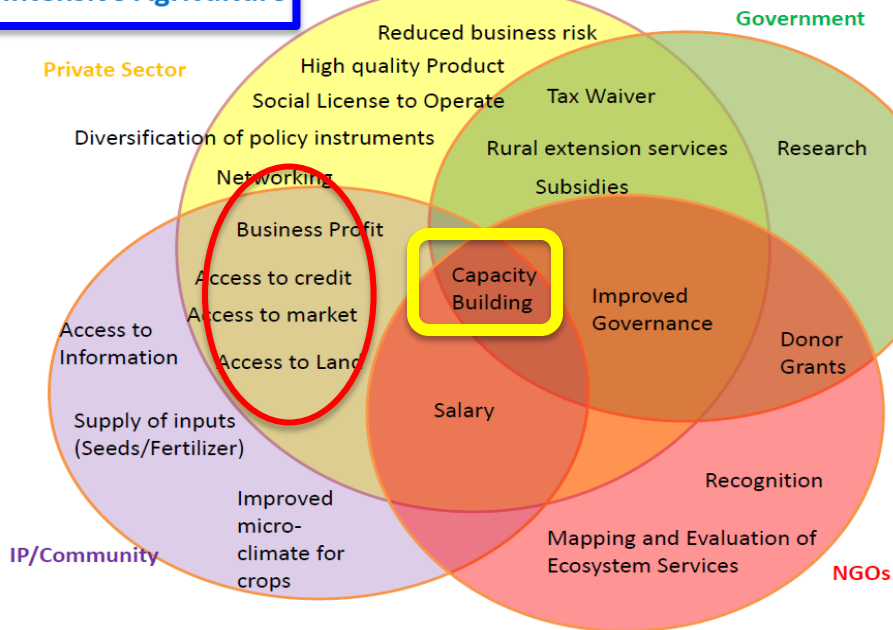 Intensive Agriculture
Government
Reduced business risk
Private Sector
High quality Product
Tax Waiver
Social License to Operate
Diversification of policy instruments
Rural extension services
Research
Networking
Subsidies
Business Profit
Capacity
Building
Access to credit
Improved
Governance
Access to market
Access to
Information
Donor
Grants
Access to Land
Salary
Supply of inputs
(Seeds/Fertilizer)
Recognition
Improved
micro-
climate for
crops
Mapping and Evaluation of
Ecosystem Services
IP/Community
NGOs